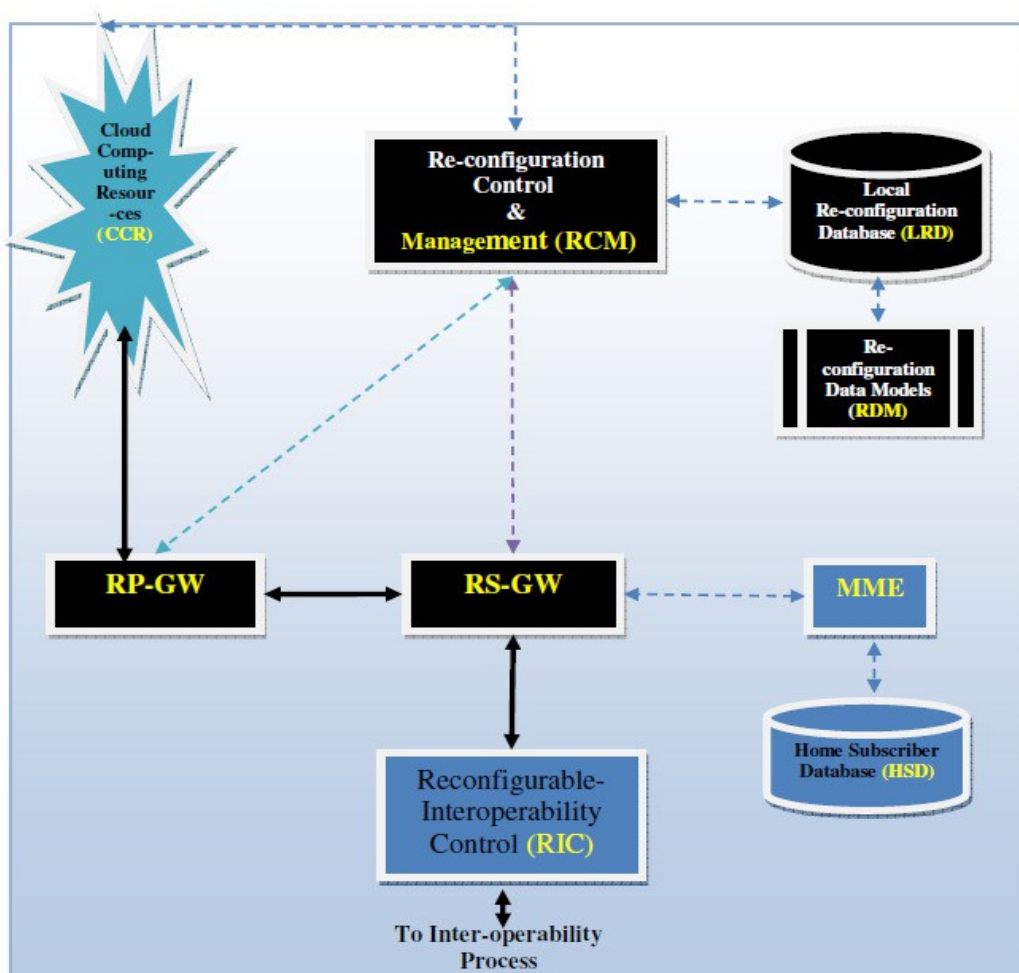 Cloud
Comp-
uting
Resour
-ces
(CCR)
Re-configuration
Control
&
Management (RCM)
Local
Re-configuration
Database (LRD)
Re-
configuration
Data Models
(RDM)
RP-GW
RS-GW
MME
Home Subscriber
Database (HSD)
Reconfigurable-
Interoperability
Control (RIC)
To Inter-operability
Process